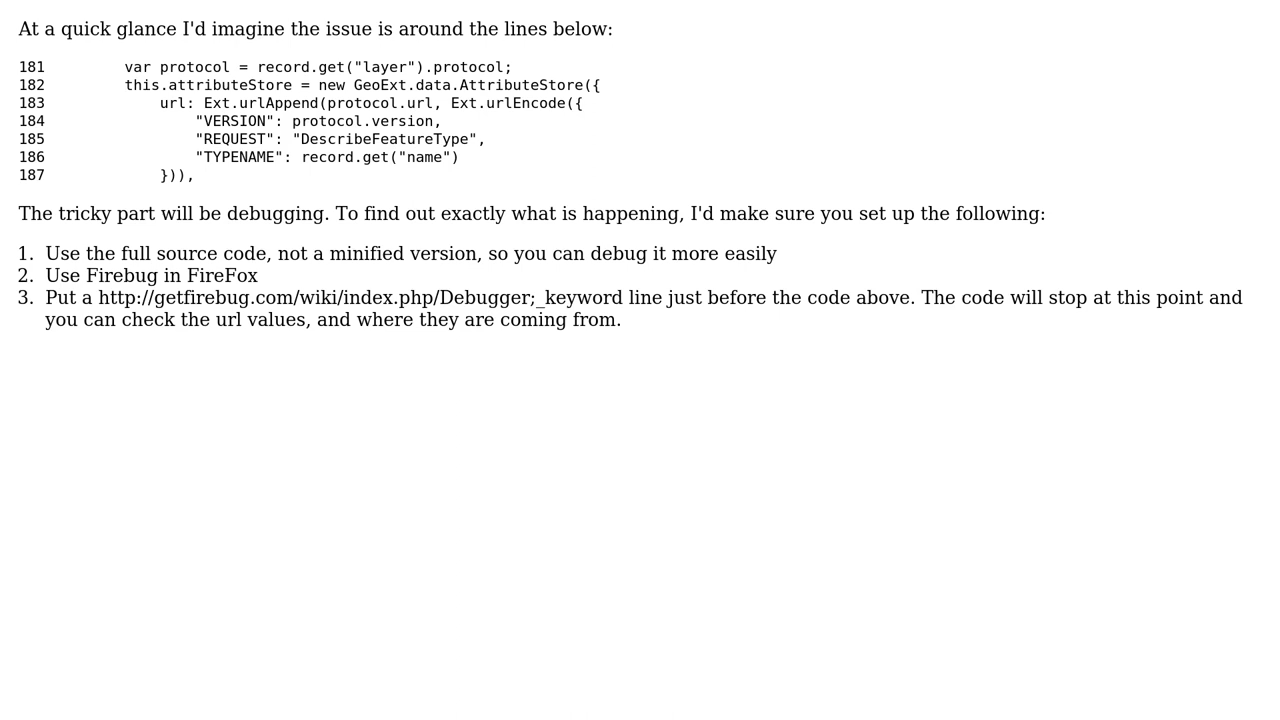 At a quick glance I'd imagine the issue is around the lines below:
181         var protocol = record.get("layer").protocol;
182         this.attributeStore = new GeoExt.data.AttributeStore({
183             url: Ext.urlAppend(protocol.url, Ext.urlEncode({
184                 "VERSION": protocol.version,
185                 "REQUEST": "DescribeFeatureType",
186                 "TYPENAME": record.get("name")
187             })),
The tricky part will be debugging. To find out exactly what is happening, I'd make sure you set up the following:
1. Use the full source code, not a minified version, so you can debug it more easily
2. Use Firebug in FireFox
3. Put a http://getfirebug.com/wiki/index.php/Debugger;_keyword line just before the code above. The code will stop at this point and
you can check the url values, and where they are coming from.